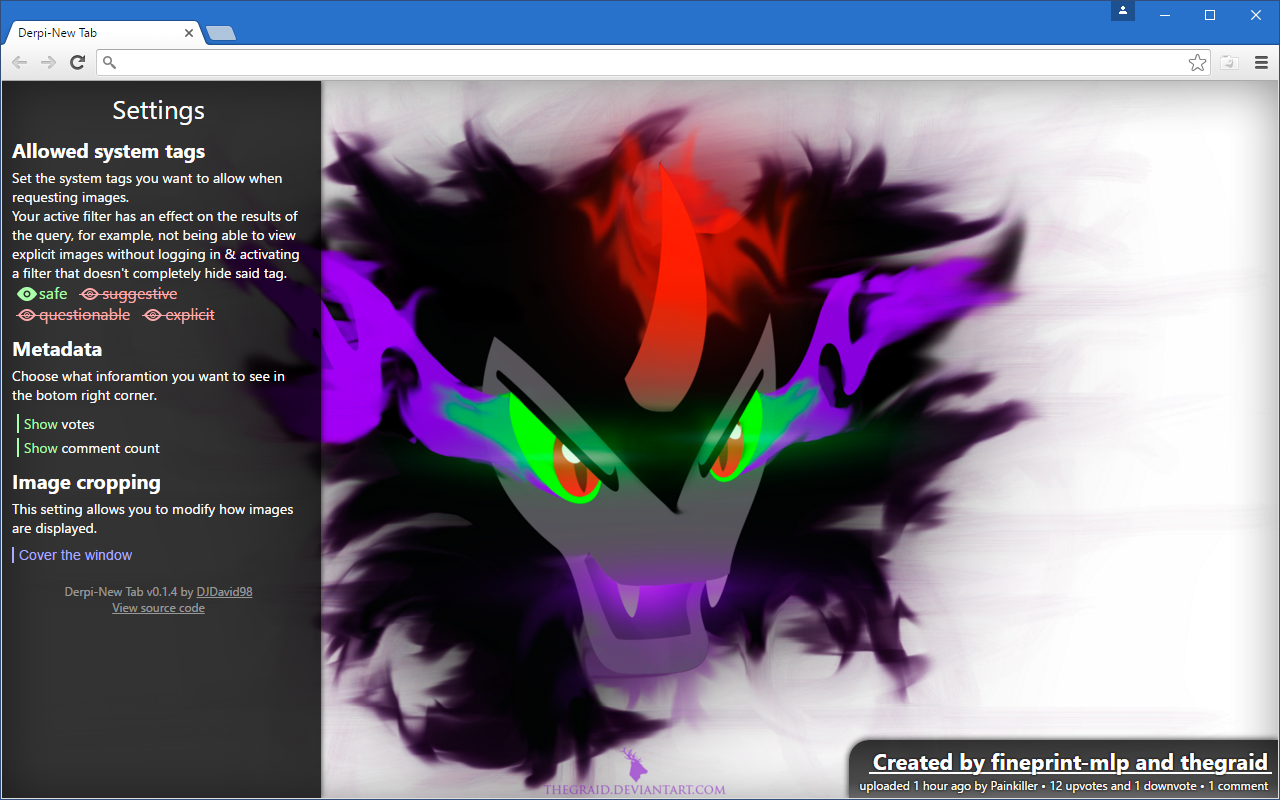 Derpi-New Tab
Settings
Allowed system tags
Set the system tags you want to allow when
requesting images.
Your active filter has an effect on the results of
the query, for example, not being able to view
explicit images without logging in & activating
a filter that doesn't completely hide said tag.
safe suggestive
questionable explicit
Metadata
Choose what inforamtion you want to see in
the botom right corner.
Show votes
Show comment count
Image cropping
This setting allows you to modify how images
are displayed.
Cover the window
Derpi-New Tab v0.1.4 by DJDavid98
View source code
THEGRAID.DEVIANTART.COM
Created by fineprint-mlp and thegraid
uploaded 1 hour ago by Painkiller • 12 upvotes and 1 downvote • 1 comment